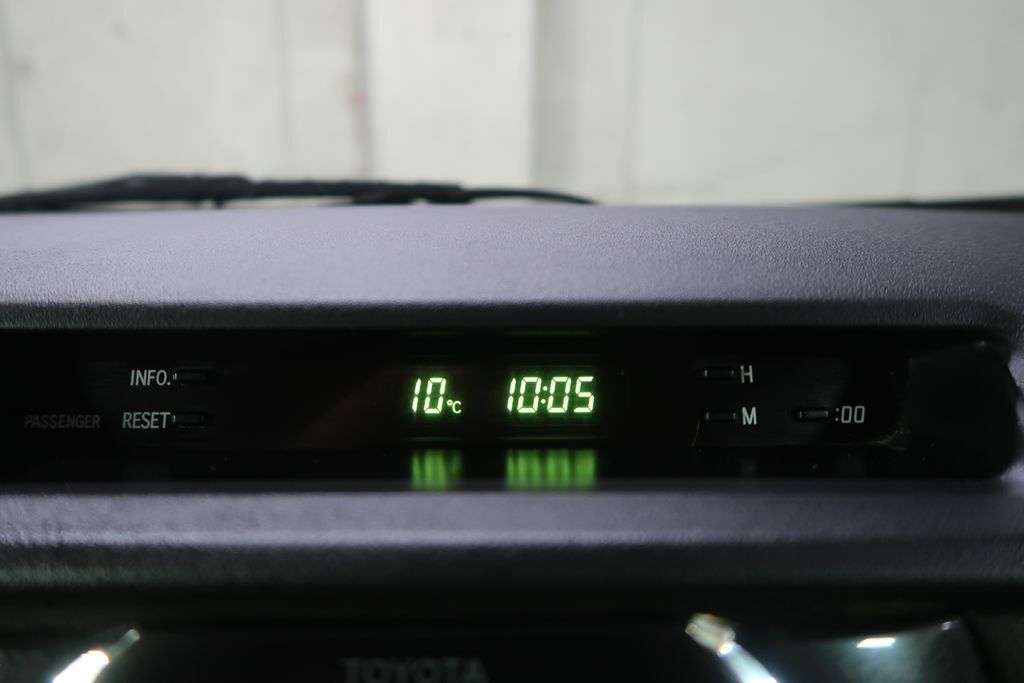 INFO.
10°C 10:05
H
PASSENGER RESET
M :00
TOYOTA